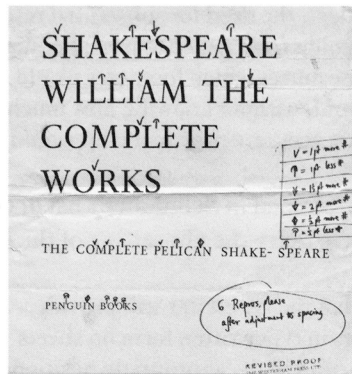 SHAKESPEARE
WILLIAM THE
COMPLETE
WORKS
V = 1 pt more #
↑ = 1 pt less #
= 1½ pt more #
= 2 pt more #
= ½ pt more #
= ½ pt less #
THE COMPLETE PELICAN SHAKE- SPEARE
PENGUIN BOOKS
6 Repros, please
after adjustment to spacing
REVISED PROOF